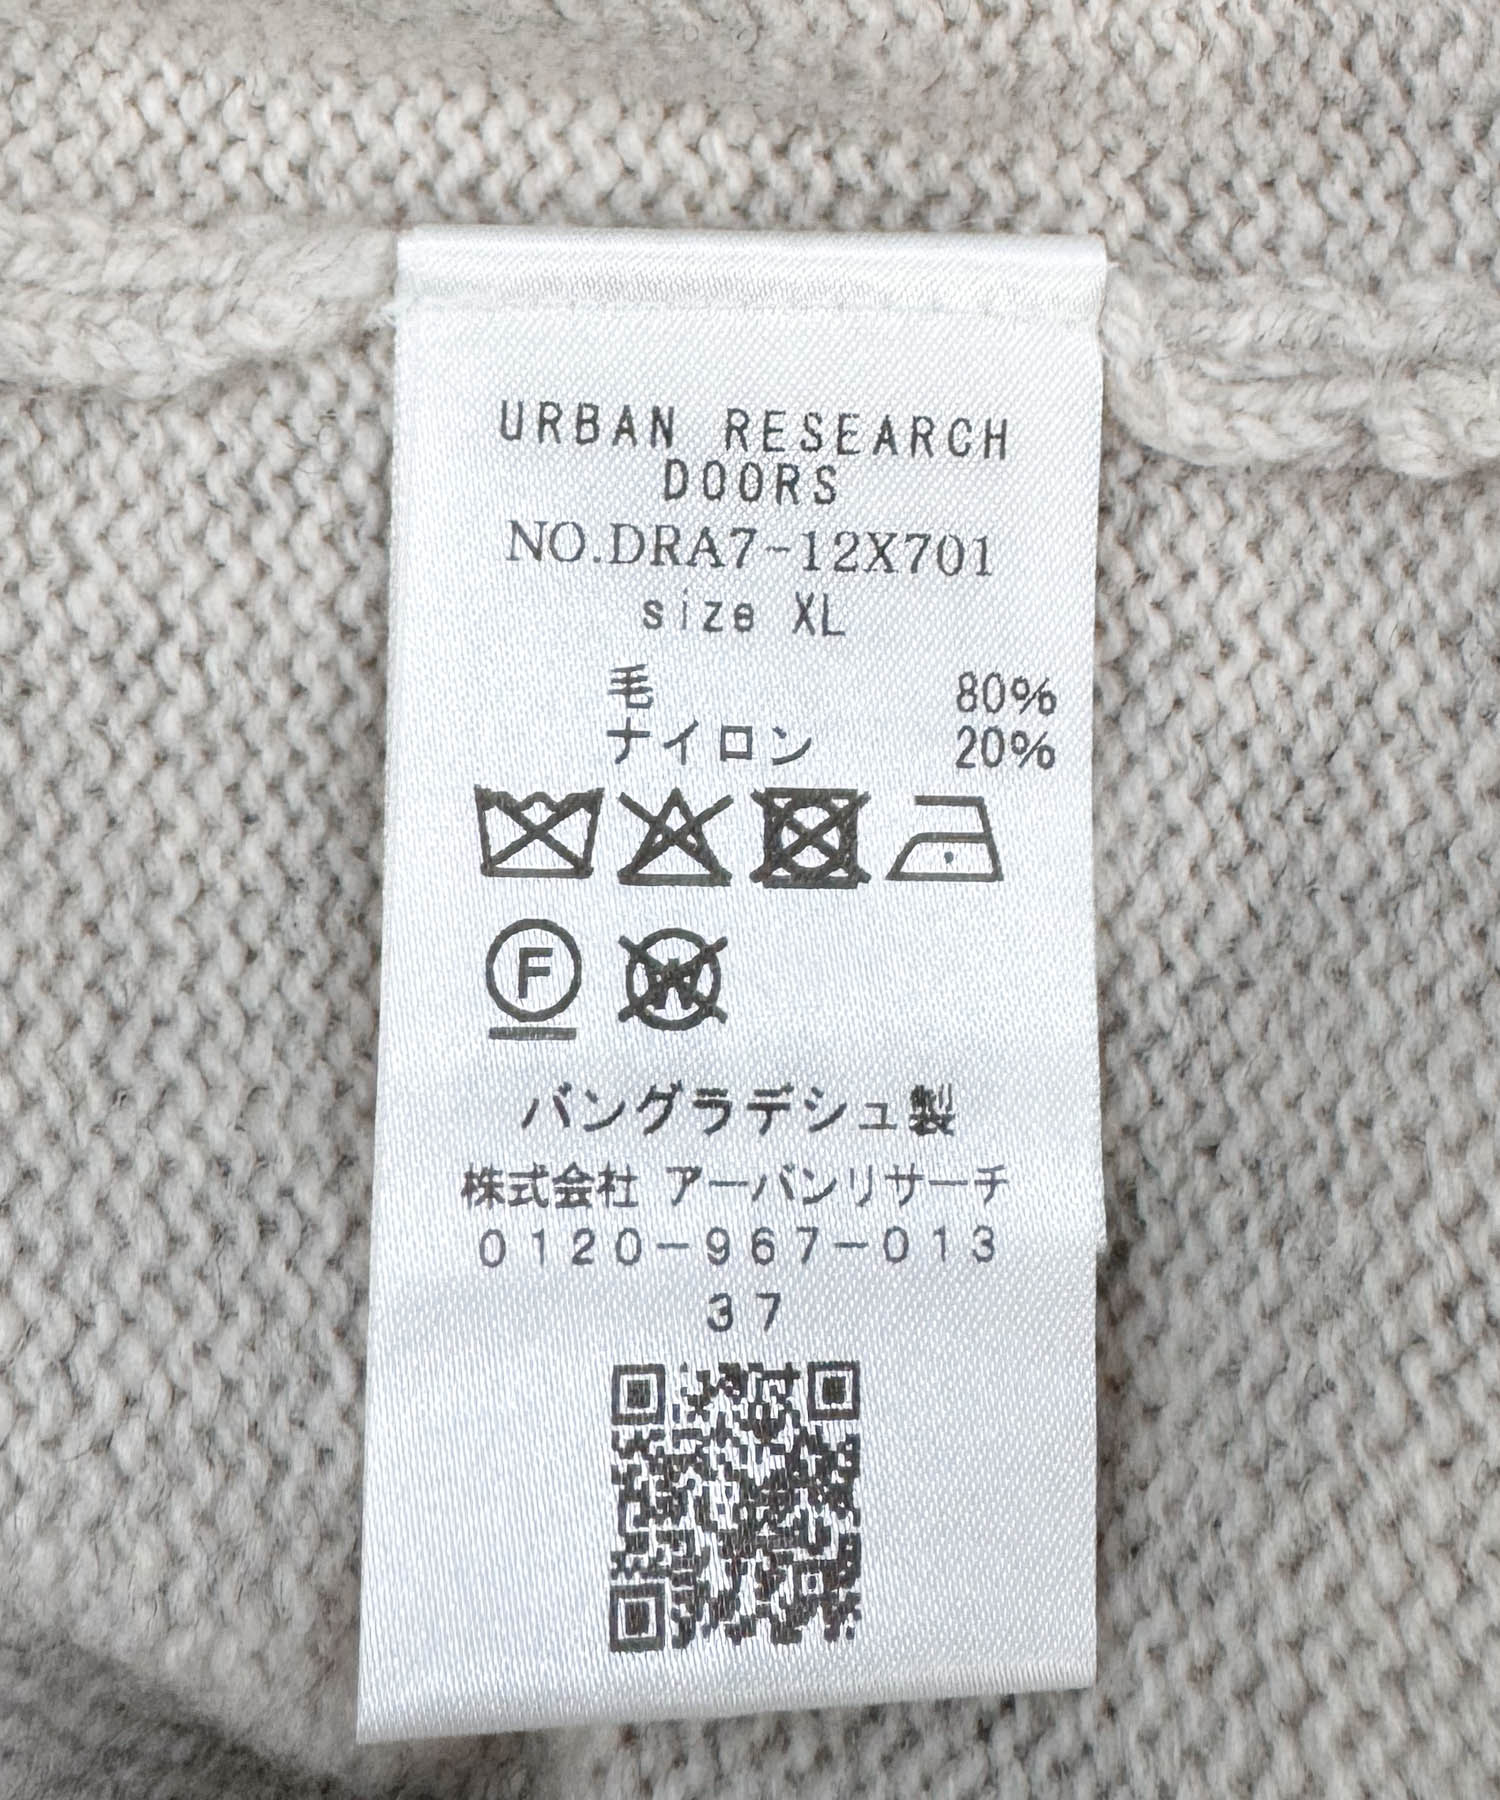 URBAN RESEARCH
DOORS
NO.DRA7-12X701
size XL
毛 80%
ナイロン 20%
F
W
バングラデシュ製
株式会社 アーバンリサーチ
0120-967-013
37